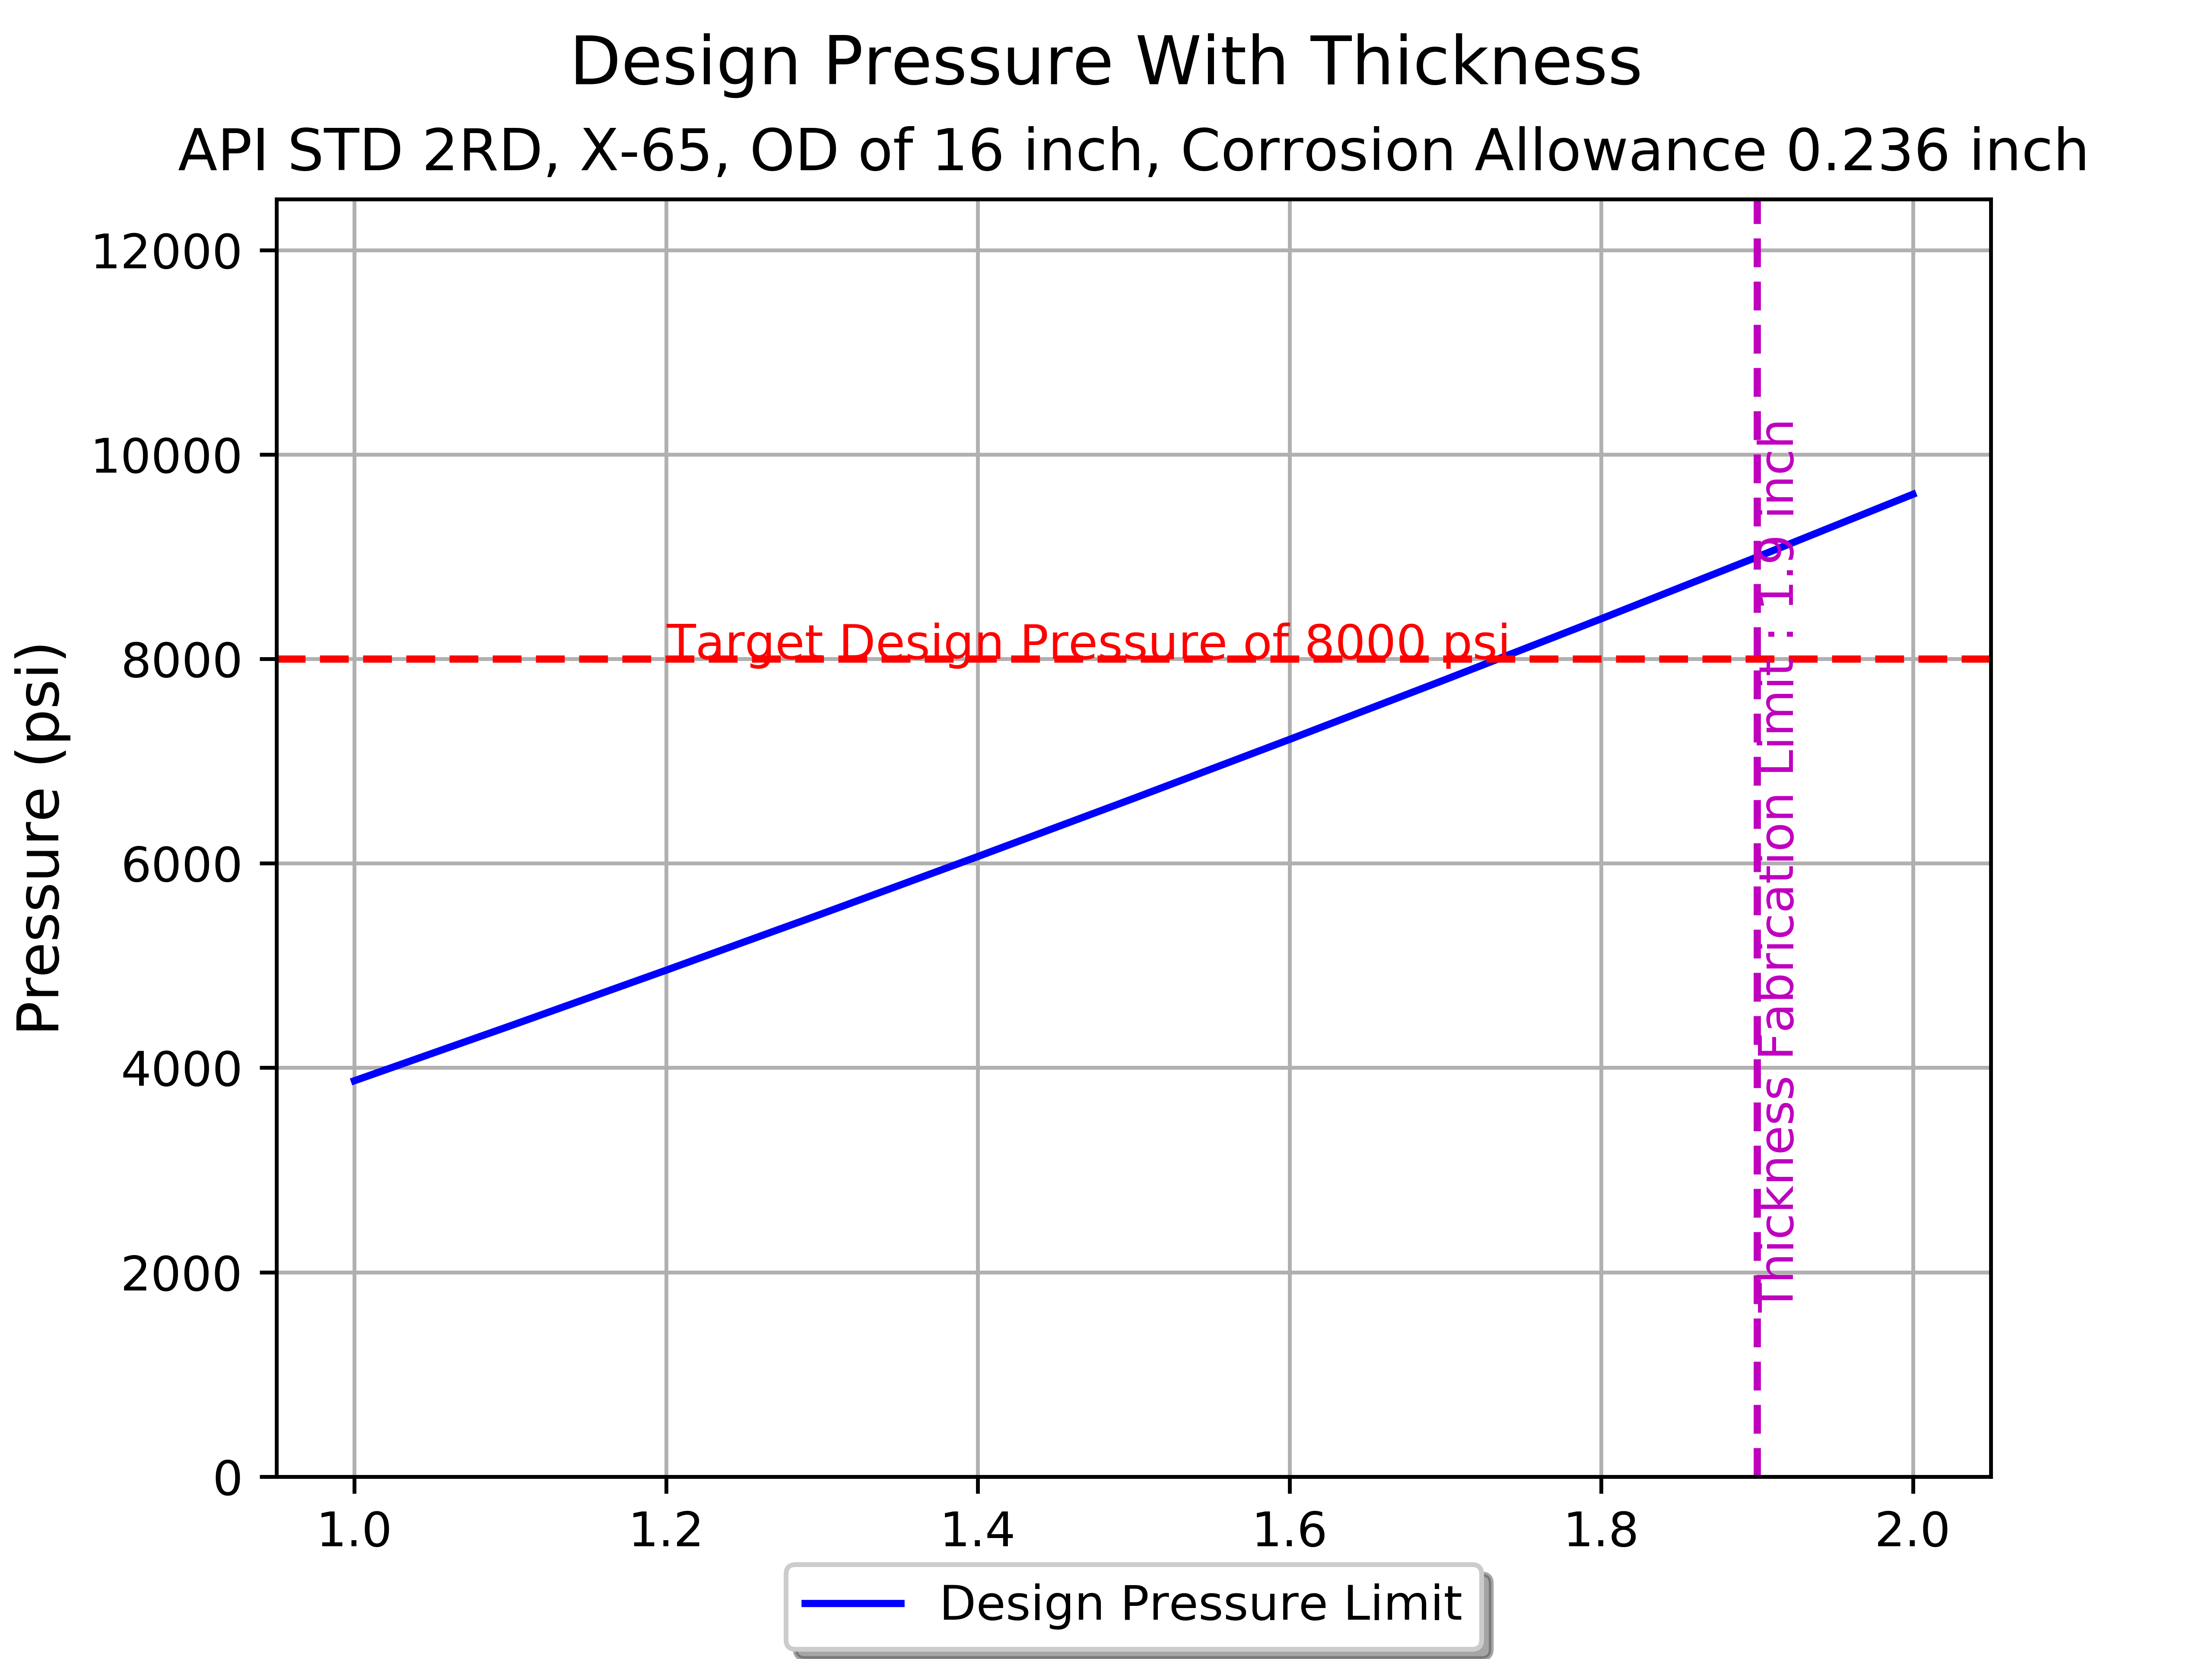 Design Pressure With Thickness
API STD 2RD, X-65, OD of 16 inch, Corrosion Allowance 0.236 inch
Pressure (psi)
12000
10000
8000
6000
4000
2000
0
Target Design Pressure of 8000 psi
Thickness Fabrication Limit : 1.9 inch
1.0 1.2 1.4 1.6 1.8 2.0
Design Pressure Limit